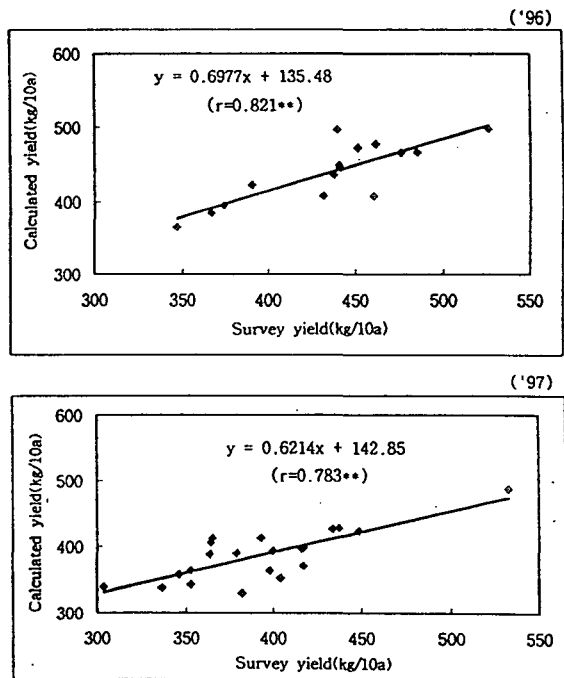 ('96)
600
y = 0.6977x + 135.48
(r=0.821**)
500
400
300
Calculated yield(kg/10a)
300 350 400 450 500 550
Survey yield(kg/10a)
('97)
600
y = 0.6214x + 142.85
(r=0.783**)
500
400
300
Calculated yield(kg/10a)
300 350 400 450 500 550
Survey yield(kg/10a)